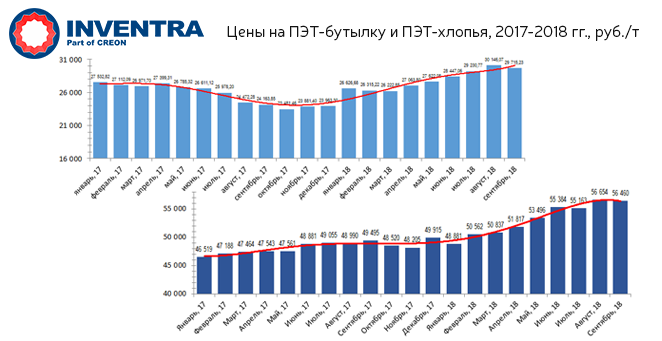 INVENTRA
Part of CREON
Цены на ПЭТ-бутылку и ПЭТ-хлопья, 2017-2018 гг., руб./т
31 000
26 000
21 000
16 000
январь, 17
февраль, 17
март, 17
апрель, 17
май, 17
июнь, 17
июль, 17
август, 17
сентябрь, 17
октябрь, 17
ноябрь, 17
декабрь, 17
январь, 18
февраль, 18
март, 18
апрель, 18
май, 18
июнь, 18
июль, 18
август, 18
сентябрь, 18
55 000
50 000
45 000
40 000
46 519
47 188
47 464
47 543
47 561
48 881
49 055
48 990
49 495
48 520
48 205
49 915
48 881
50 562
50 837
51 817
53 496
55 384
55 163
56 654
56 460
Январь, 17
Февраль, 17
Март, 17
Апрель, 17
Май, 17
Июнь, 17
Июль, 17
Август, 17
Сентябрь, 17
Октябрь, 17
Ноябрь, 17
Декабрь, 17
Январь, 18
Февраль, 18
Март, 18
Апрель, 18
Май, 18
Июнь, 18
Июль, 18
Август, 18
Сентябрь, 18